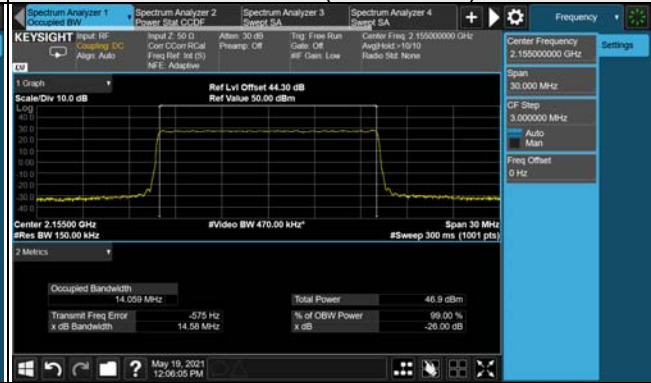 Spectrum Analyzer 1
Occupied BW
Spectrum Analyzer 2
Power Stat CCDF
Spectrum Analyzer 3
Swept SA
Spectrum Analyzer 4
Swept SA
Frequency
KEYSIGHT
Input: RF
Coupling: DC
Align: Auto
Input Z: 50 Ω
Corr CCorr RCal
Freq Ref: Int (S)
NFE: Adaptive
Atten: 30 dB
Preamp: Off
Trig: Free Run
Gate: Off
#IF Gain: Low
Center Freq: 2.155000000 GHz
Avg|Hold:>10/10
Radio Std: None
LXI
Center Frequency
2.155000000 GHz
Settings
Span
30.000 MHz
CF Step
3.000000 MHz
Auto
Man
Freq Offset
0 Hz
1 Graph
Scale/Div 10.0 dB
Ref Lvl Offset 44.30 dB
Ref Value 50.00 dBm
Log
40.0
30.0
20.0
10.0
0.00
-10.0
-20.0
-30.0
-40.0
Center 2.15500 GHz
#Res BW 150.00 kHz
#Video BW 470.00 kHz*
Span 30 MHz
#Sweep 300 ms (1001 pts)
2 Metrics
Occupied Bandwidth
14.059 MHz
Total Power 46.9 dBm
Transmit Freq Error -575 Hz
% of OBW Power 99.00 %
x dB Bandwidth 14.58 MHz
x dB -26.00 dB
?
May 19, 2021
12:06:05 PM